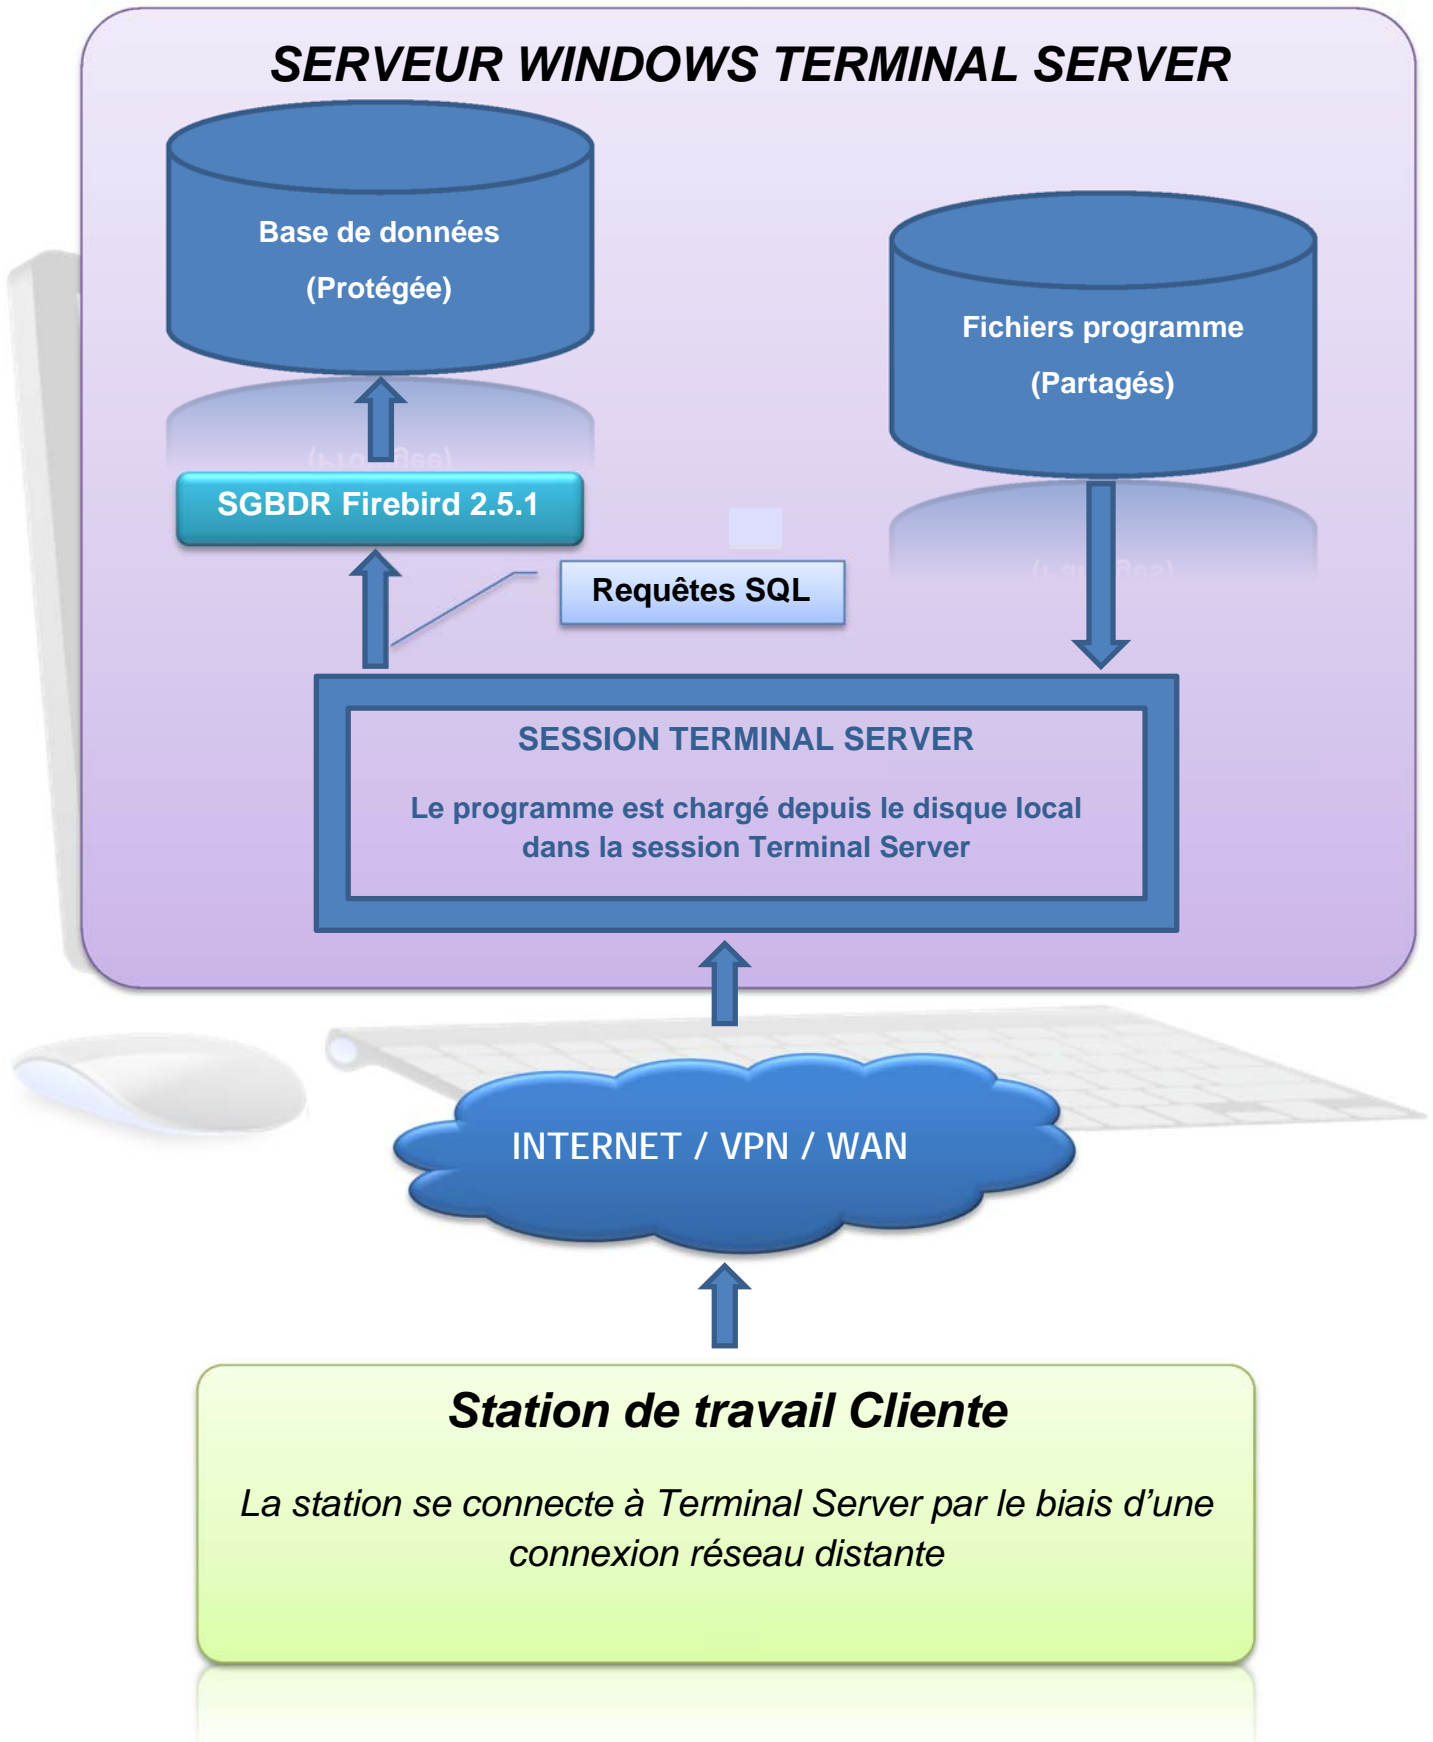 SERVEUR WINDOWS TERMINAL SERVER
Base de données
(Protégée)
Fichiers programme
(Partagés)
SGBDR Firebird 2.5.1
Requêtes SQL
SESSION TERMINAL SERVER
Le programme est chargé depuis le disque local
dans la session Terminal Server
INTERNET / VPN / WAN
Station de travail Cliente
La station se connecte à Terminal Server par le biais d’une
connexion réseau distante